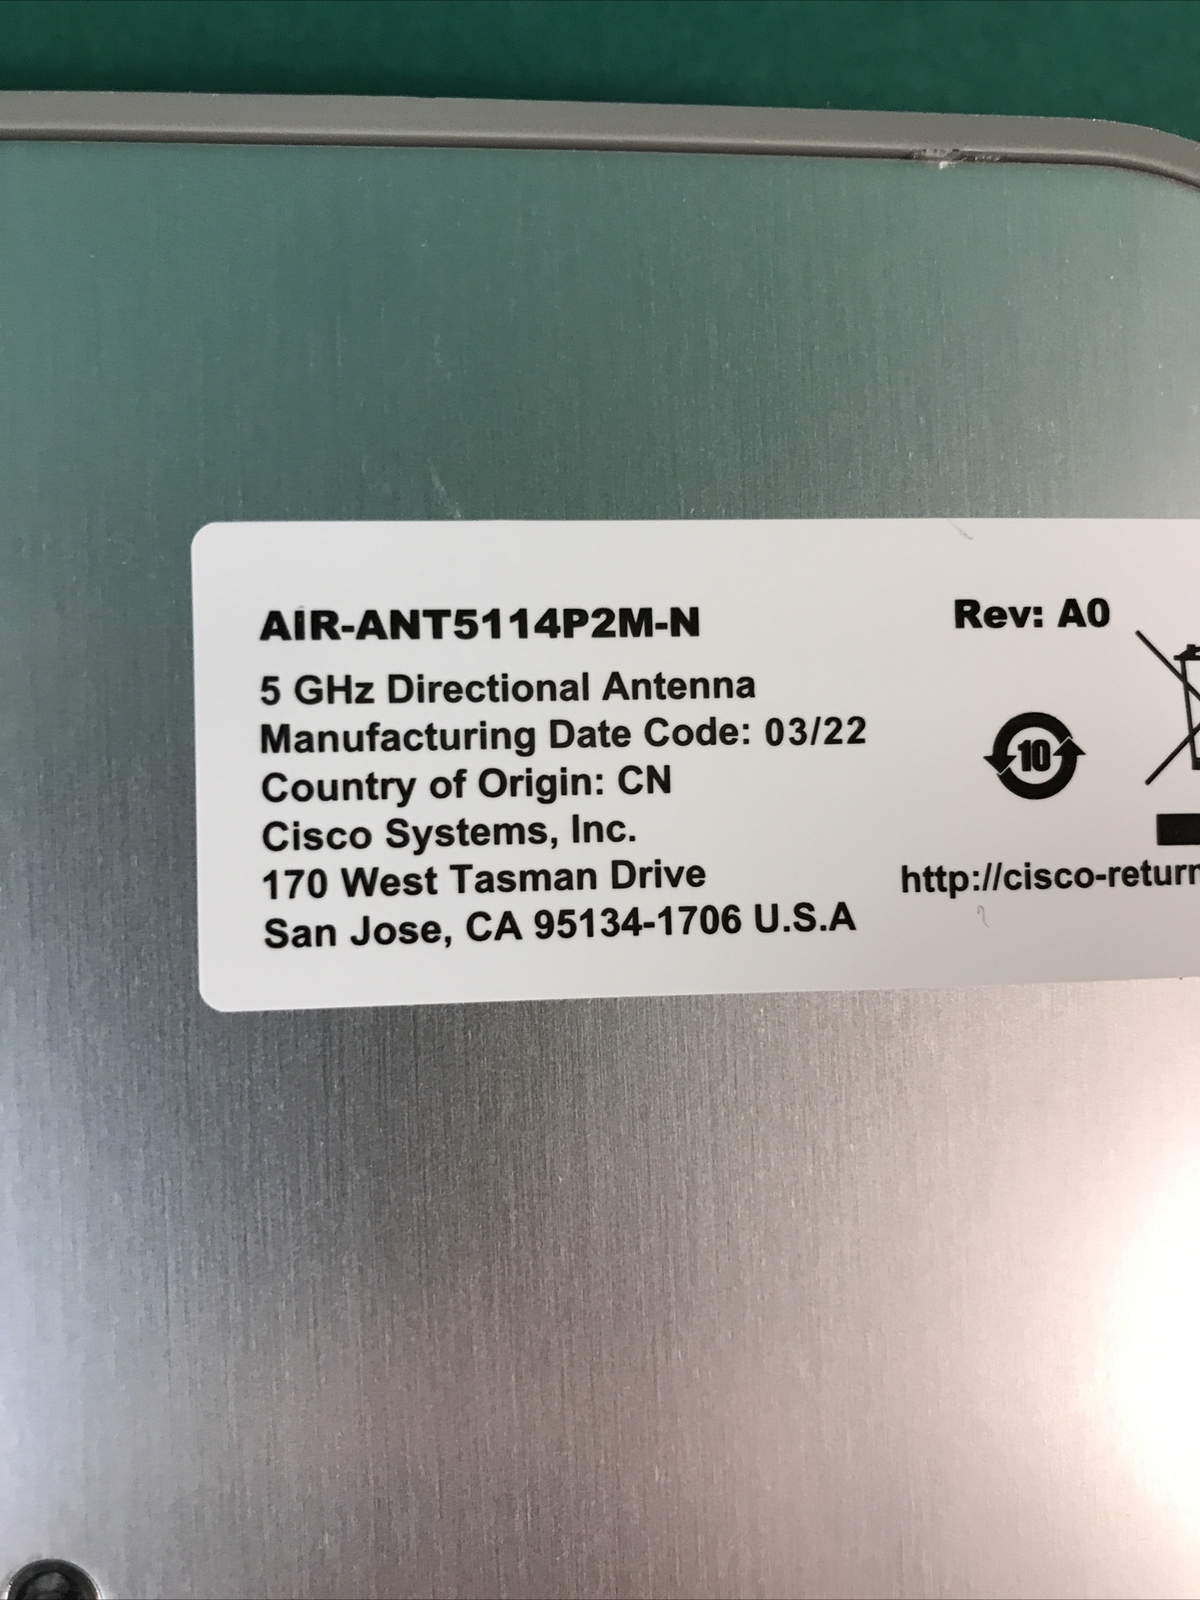 AIR-ANT5114P2M-N
Rev: A0
5 GHz Directional Antenna
Manufacturing Date Code: 03/22
Country of Origin: CN
10
Cisco Systems, Inc.
170 West Tasman Drive
http://cisco-return
San Jose, CA 95134-1706 U.S.A